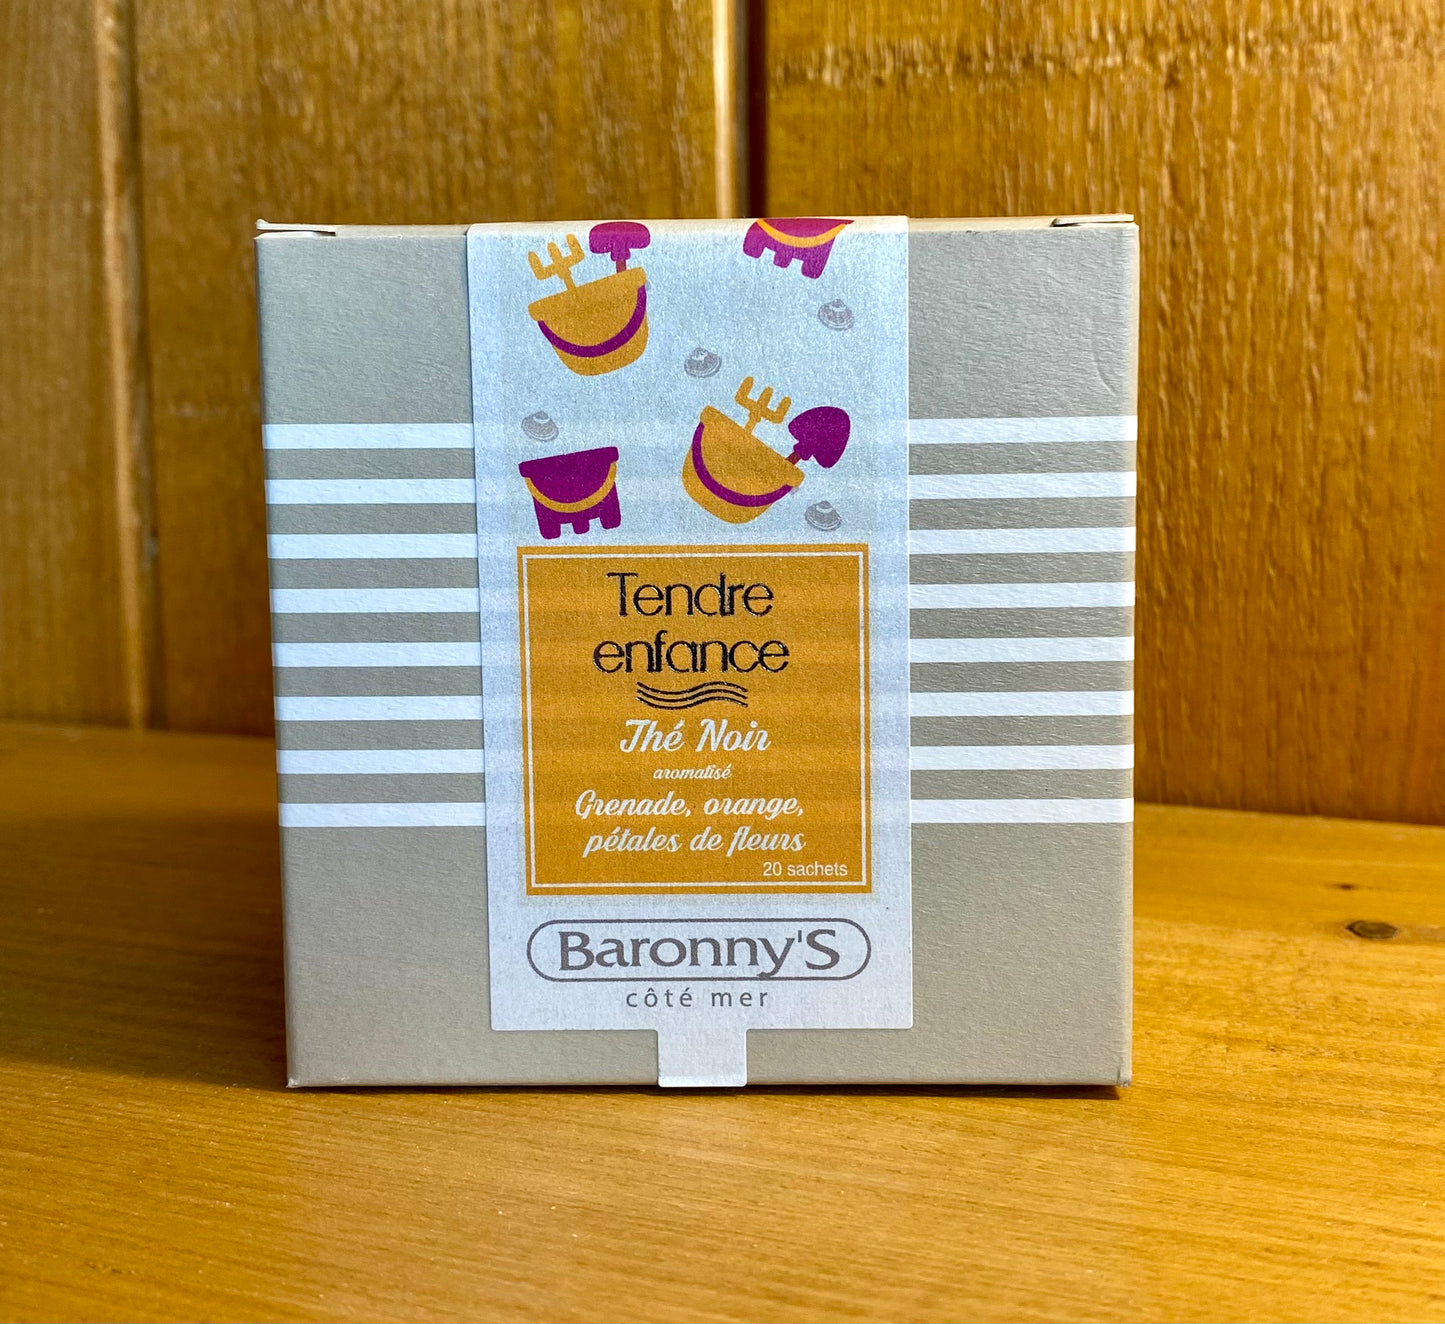 Tendre
enfance
Thé Noir
aromatisé
Grenade, orange,
pétales de fleurs
20 sachets
Baronny'S
côté mer